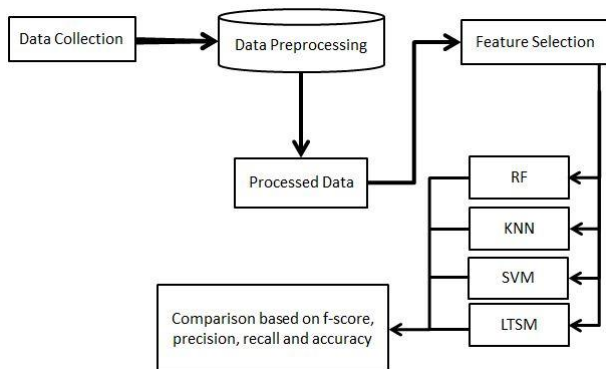 Data Collection
Data Preprocessing
Feature Selection
Processed Data
RF
KNN
SVM
LTSM
Comparison based on f-score,
precision, recall and accuracy